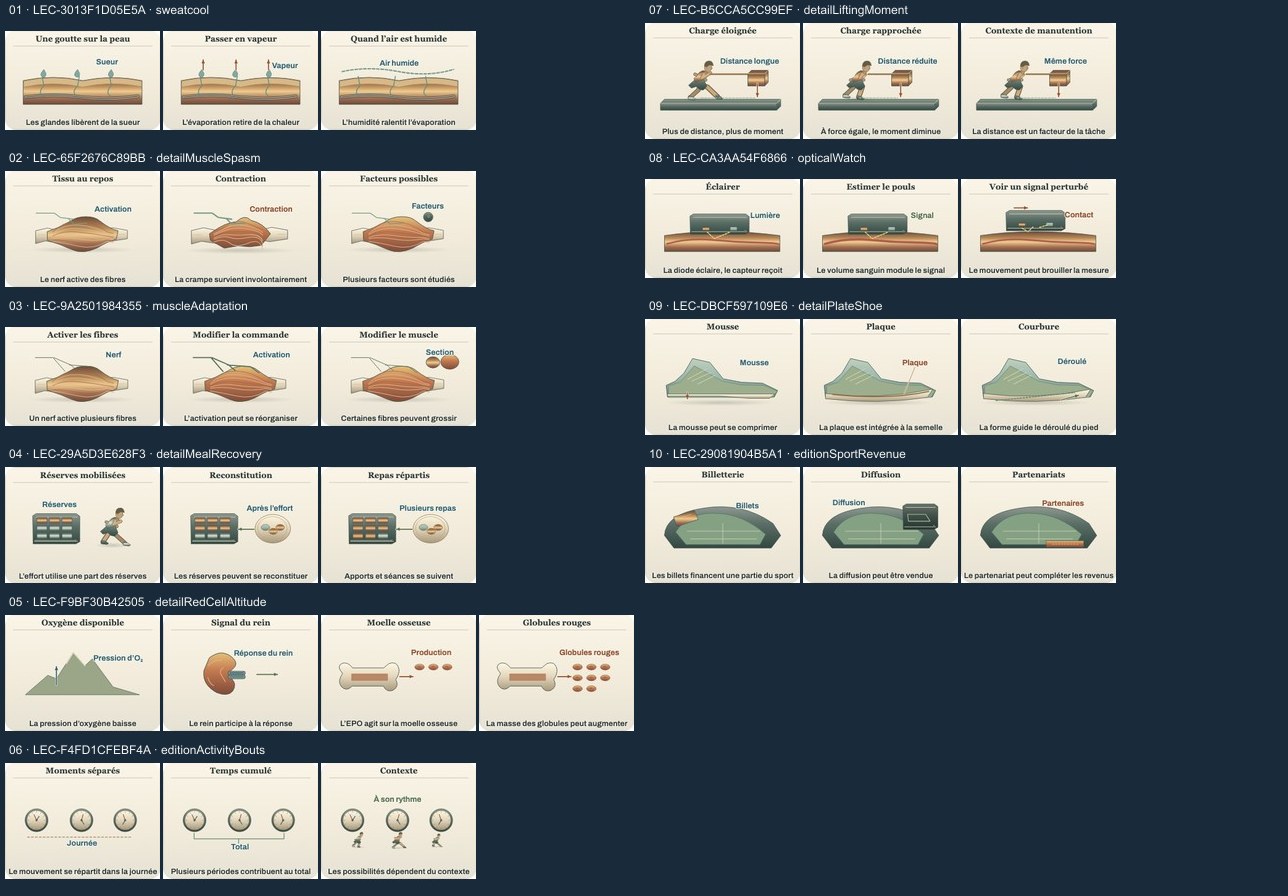 01 · LEC-3013F1D05E5A · sweatcool
Une goutte sur la peau
Sueur
Les glandes libèrent de la sueur
Passer en vapeur
Vapeur
L'évaporation retire de la chaleur
Quand l'air est humide
Air humide
L'humidité ralentit l'évaporation
02 · LEC-65F2676C89BB · detailMuscleSpasm
Tissu au repos
Activation
Le nerf active des fibres
Contraction
Contraction
La crampe survient involontairement
Facteurs possibles
Facteurs
Plusieurs facteurs sont étudiés
03 · LEC-9A2501984355 · muscleAdaptation
Activer les fibres
Nerf
Un nerf active plusieurs fibres
Modifier la commande
Activation
L'activation peut se réorganiser
Modifier le muscle
Section
Certaines fibres peuvent grossir
04 · LEC-29A5D3E628F3 · detailMealRecovery
Réserves mobilisées
Réserves
L'effort utilise une part des réserves
Reconstitution
Après l'effort
Les réserves peuvent se reconstituer
Repas répartis
Plusieurs repas
Apports et séances se suivent
05 · LEC-F9BF30B42505 · detailRedCellAltitude
Oxygène disponible
Pression d'O₂
La pression d'oxygène baisse
Signal du rein
Réponse du rein
Le rein participe à la réponse
Moelle osseuse
Production
L'EPO agit sur la moelle osseuse
Globules rouges
Globules rouges
La masse des globules peut augmenter
06 · LEC-F4FD1CFEBF4A · editionActivityBouts
Moments séparés
Journée
Le mouvement se répartit dans la journée
Temps cumulé
Total
Plusieurs périodes contribuent au total
Contexte
À son rythme
Les possibilités dépendent du contexte
07 · LEC-B5CCA5CC99EF · detailLiftingMoment
Charge éloignée
Distance longue
Plus de distance, plus de moment
Charge rapprochée
Distance réduite
À force égale, le moment diminue
Contexte de manutention
Même force
La distance est un facteur de la tâche
08 · LEC-CA3AA54F6866 · opticalWatch
Éclairer
Lumière
La diode éclaire, le capteur reçoit
Estimer le pouls
Signal
Le volume sanguin module le signal
Voir un signal perturbé
Contact
Le mouvement peut brouiller la mesure
09 · LEC-DBCF597109E6 · detailPlateShoe
Mousse
Mousse
La mousse peut se comprimer
Plaque
Plaque
La plaque est intégrée à la semelle
Courbure
Déroulé
La forme guide le déroulé du pied
10 · LEC-29081904B5A1 · editionSportRevenue
Billetterie
Billets
Les billets financent une partie du sport
Diffusion
Diffusion
La diffusion peut être vendue
Partenariats
Partenaires
Le partenariat peut compléter les revenus